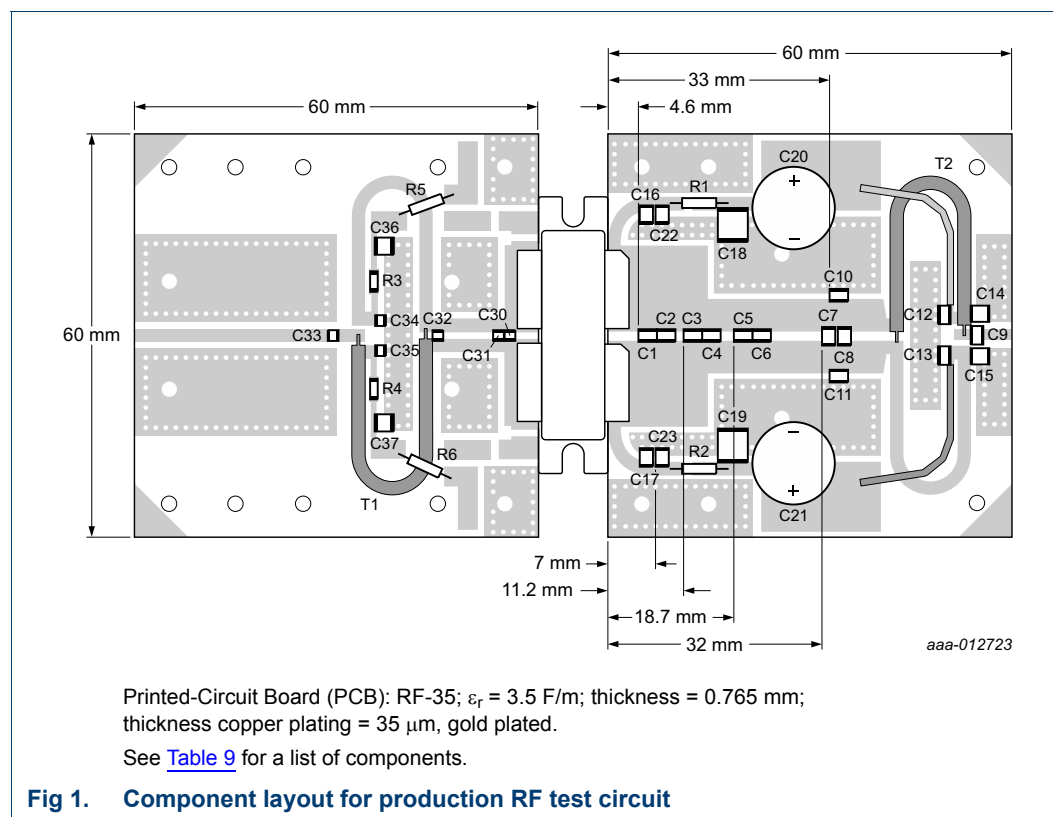 60 mm
33 mm
60 mm
4.6 mm
C20
T2
R5
C16
R1
+
C36
C22
C18
−
R3
C10
C14
C34
C32
C30
C12
C33
C3
C5
C7
C9
60 mm
C2
C35
C31
C1
C4
C6
C8
C13
C15
R4
C11
C19
C37
C23
R2
−
R6
C17
+
T1
C21
7 mm
11.2 mm
18.7 mm
32 mm
aaa-012723
Printed-Circuit Board (PCB): RF-35; εr = 3.5 F/m; thickness = 0.765 mm;
thickness copper plating = 35 μm, gold plated.
See Table 9 for a list of components.
Fig 1. Component layout for production RF test circuit